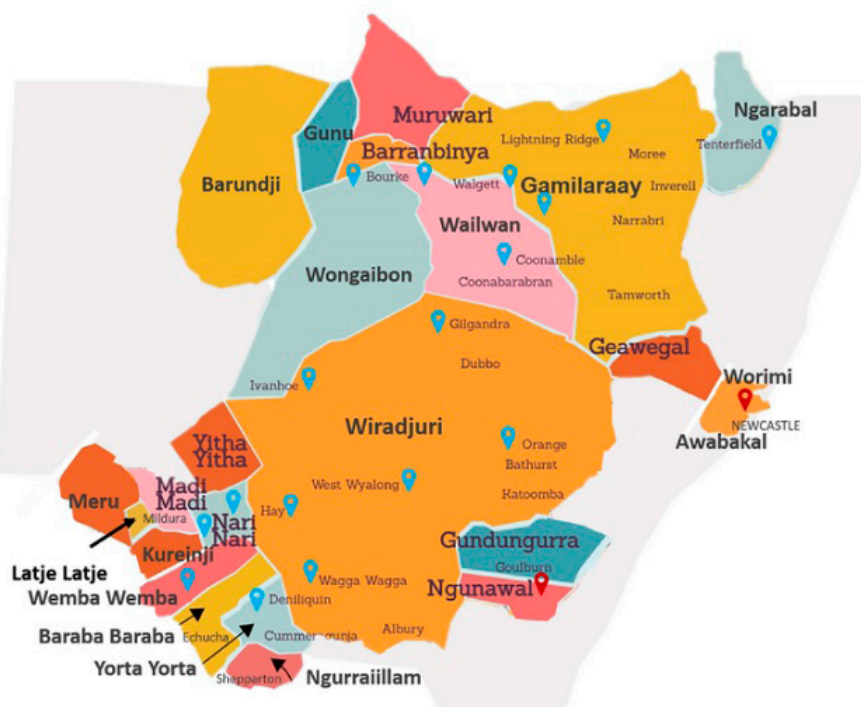 Ngarabal
Tenterfield
Muruwari
Gunu
Lightning Ridge
Moree
Barranbinya
Bourke
Walgett
Gamilaraay
Inverell
Barundji
Narrabri
Wailwan
Coonamble
Wongaibon
Coonabarabran
Tamworth
Gilgandra
Geawegal
Dubbo
Worimi
Ivanhoe
NEWCASTLE
Wiradjuri
Awabakal
Yitha
Yitha
Orange
Bathurst
West Wyalong
Katoomba
Madi
Madi
Meru
Mildura
Hay
Nari
Nari
Kureinji
Gundungurra
Goulburn
Latje Latje
Wemba Wemba
Wagga Wagga
Ngunawal
Deniliquin
Baraba Baraba
Echucha
Albury
Yorta Yorta
Shepparton
Ngurraiillam